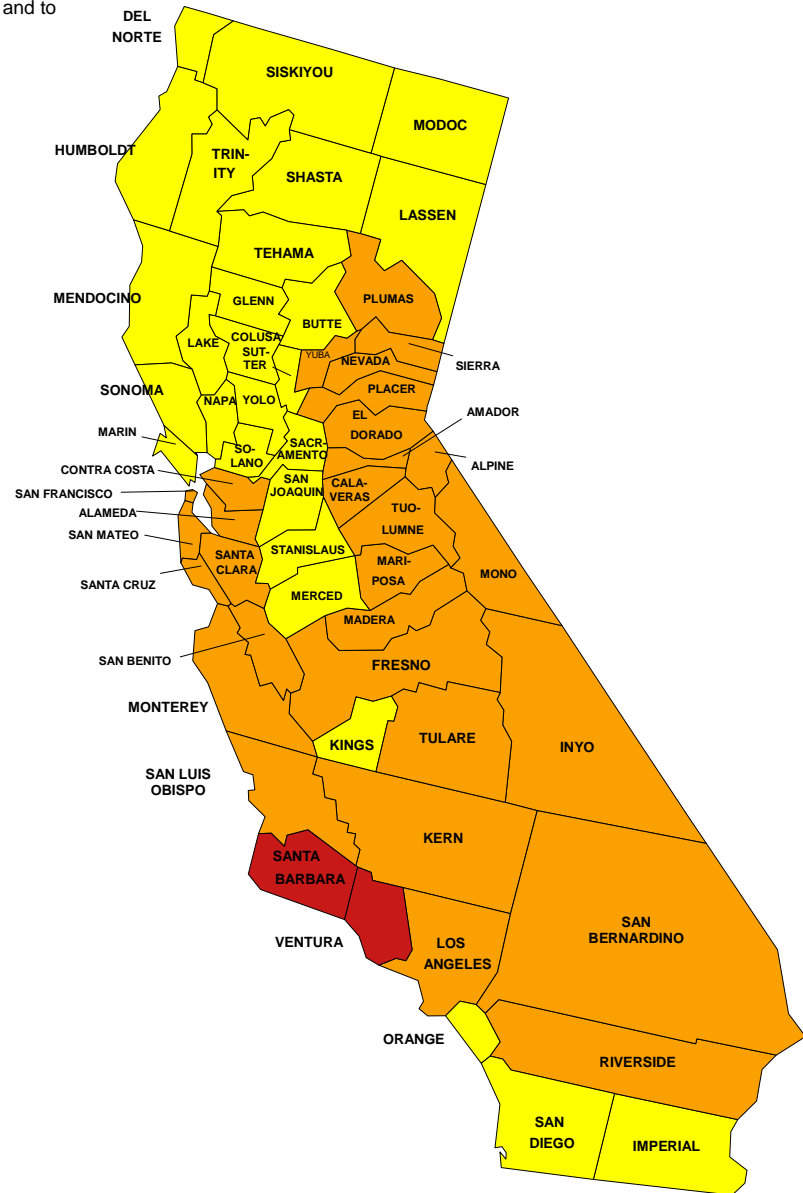 and to
DEL
NORTE
SISKIYOU
MODOC
HUMBOLDT
TRIN-
ITY
SHASTA
LASSEN
TEHAMA
MENDOCINO
GLENN
PLUMAS
BUTTE
LAKE
COLUSA
SUT-
TER
YUBA
NEVADA
SIERRA
SONOMA
NAPA
YOLO
PLACER
EL
DORADO
AMADOR
MARIN
SO-
LANO
SACR-
AMENTO
ALPINE
CONTRA COSTA
SAN
JOAQUIN
CALA-
VERAS
SAN FRANCISCO
ALAMEDA
TUO-
LUMNE
SAN MATEO
SANTA
CLARA
STANISLAUS
MARI-
POSA
MONO
SANTA CRUZ
MERCED
MADERA
SAN BENITO
FRESNO
MONTEREY
KINGS
TULARE
INYO
SAN LUIS
OBISPO
KERN
SANTA
BARBARA
VENTURA
LOS
ANGELES
SAN
BERNARDINO
ORANGE
RIVERSIDE
SAN
DIEGO
IMPERIAL